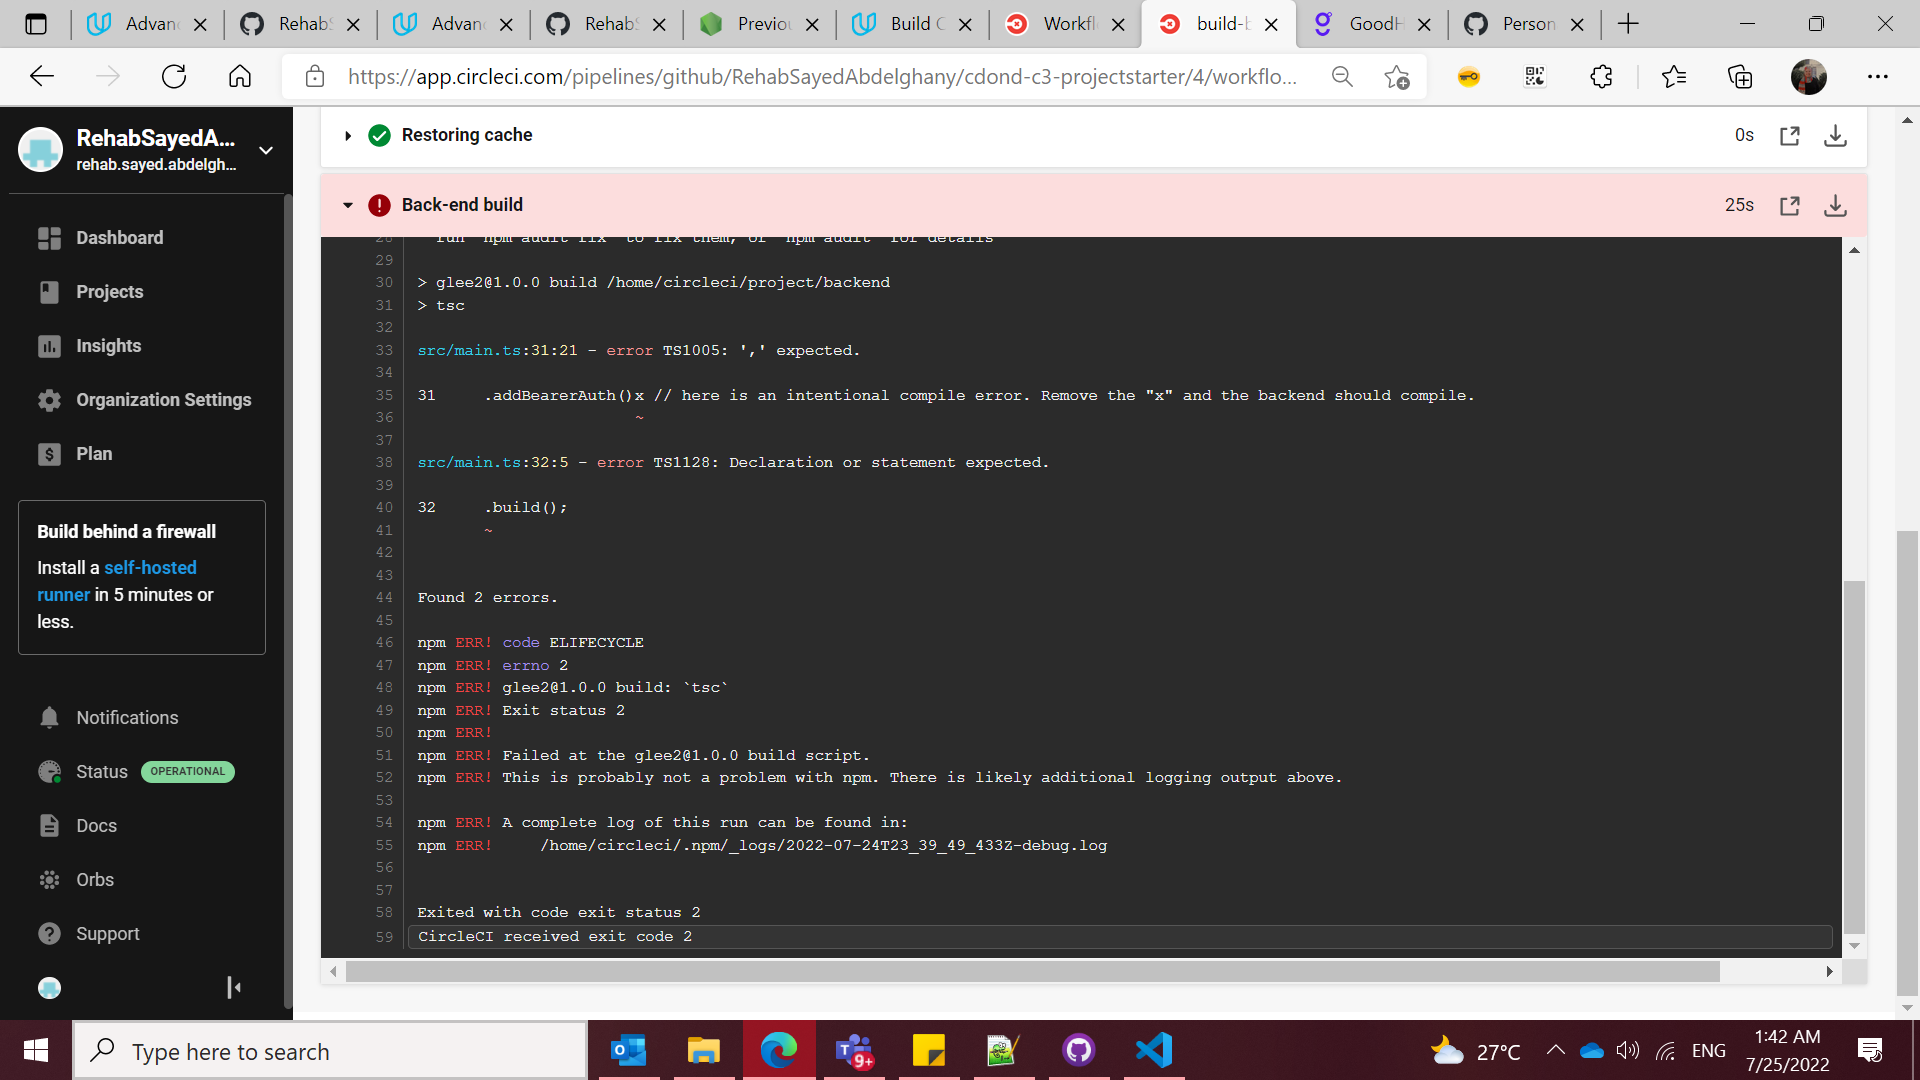 Advan
RehabS
Advan
RehabS
Previou
Build C
Workfl
build-b
GoodH
Person
https://app.circleci.com/pipelines/github/RehabSayedAbdelghany/cdond-c3-projectstarter/4/workflo...
RehabSayedA...
rehab.sayed.abdelgh...
Dashboard
Projects
Insights
Organization Settings
Plan
Build behind a firewall
Install a self-hosted
runner in 5 minutes or
less.
Notifications
Status OPERATIONAL
Docs
Orbs
Support
Restoring cache 0s
Back-end build 25s
28 run `npm audit fix` to fix them, or `npm audit` for details
29
30 > glee2@1.0.0 build /home/circleci/project/backend
31 > tsc
32
33 src/main.ts:31:21 - error TS1005: ',' expected.
34
35 31     .addBearerAuth()x // here is an intentional compile error. Remove the "x" and the backend should compile.
36 ~
37
38 src/main.ts:32:5 - error TS1128: Declaration or statement expected.
39
40 32     .build();
41 ~
42
43
44 Found 2 errors.
45
46 npm ERR! code ELIFECYCLE
47 npm ERR! errno 2
48 npm ERR! glee2@1.0.0 build: `tsc`
49 npm ERR! Exit status 2
50 npm ERR!
51 npm ERR! Failed at the glee2@1.0.0 build script.
52 npm ERR! This is probably not a problem with npm. There is likely additional logging output above.
53
54 npm ERR! A complete log of this run can be found in:
55 npm ERR!     /home/circleci/.npm/_logs/2022-07-24T23_39_49_433Z-debug.log
56
57
58 Exited with code exit status 2
59 CircleCI received exit code 2
Type here to search
9+
27°C
ENG
1:42 AM
7/25/2022